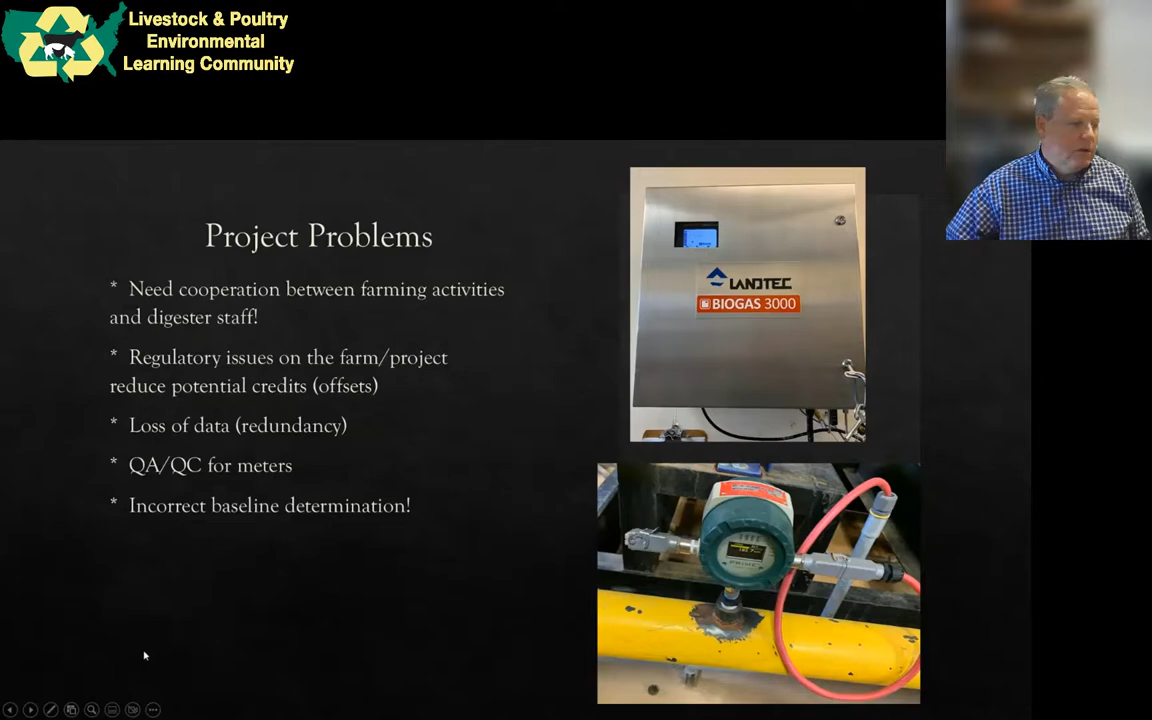 Livestock & Poultry
Environmental
Learning Community
Project Problems
* Need cooperation between farming activities
and digester staff!
* Regulatory issues on the farm/project
reduce potential credits (offsets)
* Loss of data (redundancy)
* QA/QC for meters
* Incorrect baseline determination!
LANDTEC
BIOGAS 3000